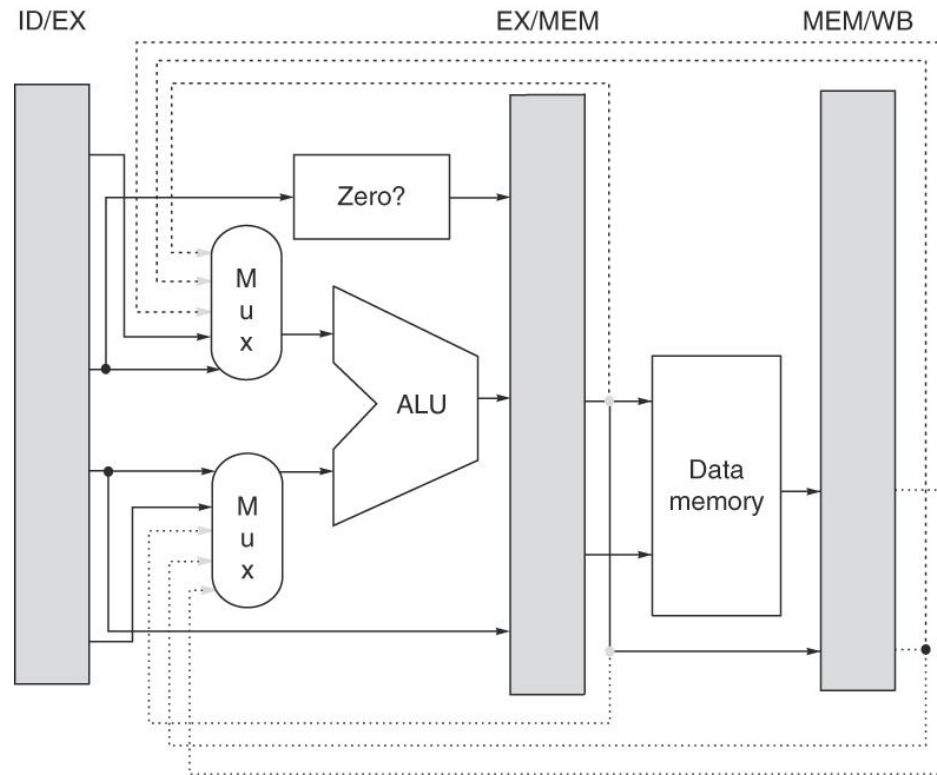 ID/EX
EX/MEM
MEM/WB
Zero?
M
u
x
ALU
M
u
x
Data
memory